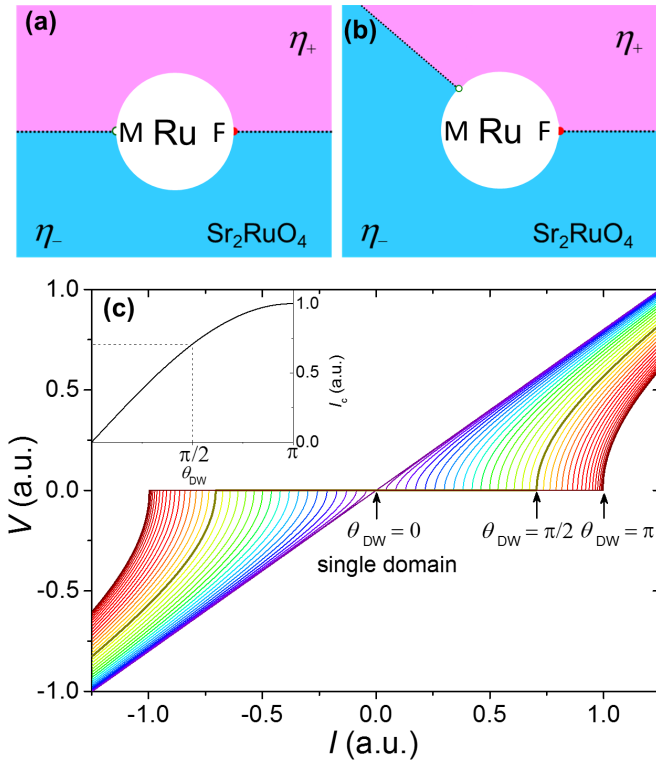 (a)
η+
M Ru F
η−
Sr2RuO4
(b)
η+
M Ru F
η−
Sr2RuO4
(c)
1.0
0.5
0.0
-0.5
-1.0
V (a.u.)
-1.0
-0.5
0.0
0.5
1.0
I (a.u.)
1.0
0.5
0.0
Ic (a.u.)
π/2
π
θDW
θDW = 0
single domain
θDW = π/2
θDW = π